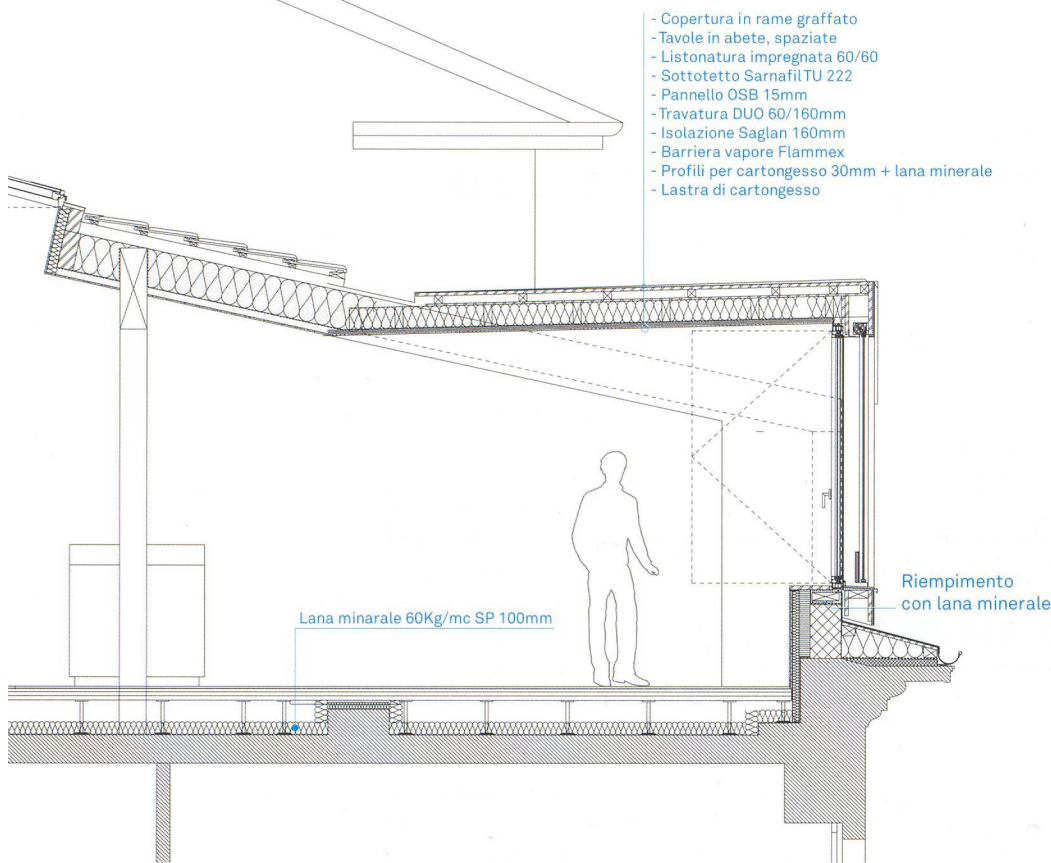 - Copertura in rame graffato
- Tavole in abete, spaziate
- Listonatura impregnata 60/60
- Sottotetto Sarnafil TU 222
- Pannello OSB 15mm
- Travatura DUO 60/160mm
- Isolazione Saglan 160mm
- Barriera vapore Flammex
- Profili per cartongesso 30mm + lana minerale
- Lastra di cartongesso
Riempimento
con lana minerale
Lana minarale 60Kg/mc SP 100mm